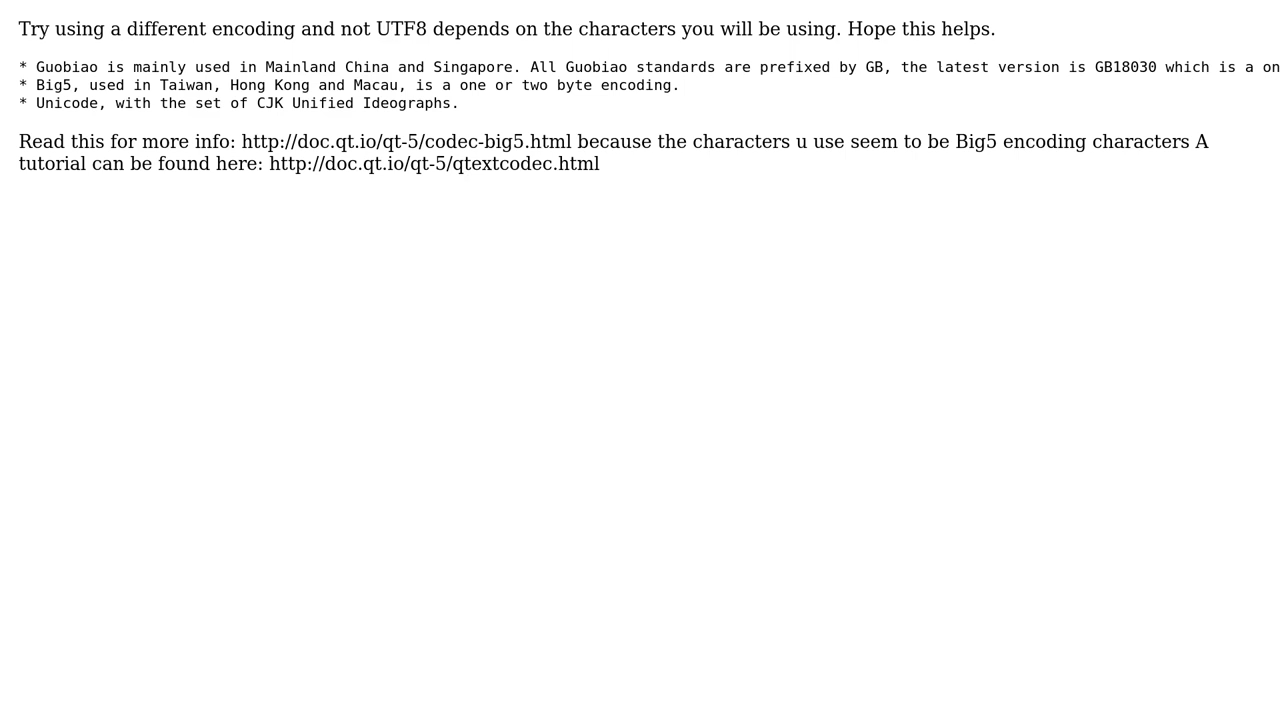 Try using a different encoding and not UTF8 depends on the characters you will be using. Hope this helps.
* Guobiao is mainly used in Mainland China and Singapore. All Guobiao standards are prefixed by GB, the latest version is GB18030 which is a on
* Big5, used in Taiwan, Hong Kong and Macau, is a one or two byte encoding.
* Unicode, with the set of CJK Unified Ideographs.
Read this for more info: http://doc.qt.io/qt-5/codec-big5.html because the characters u use seem to be Big5 encoding characters A
tutorial can be found here: http://doc.qt.io/qt-5/qtextcodec.html